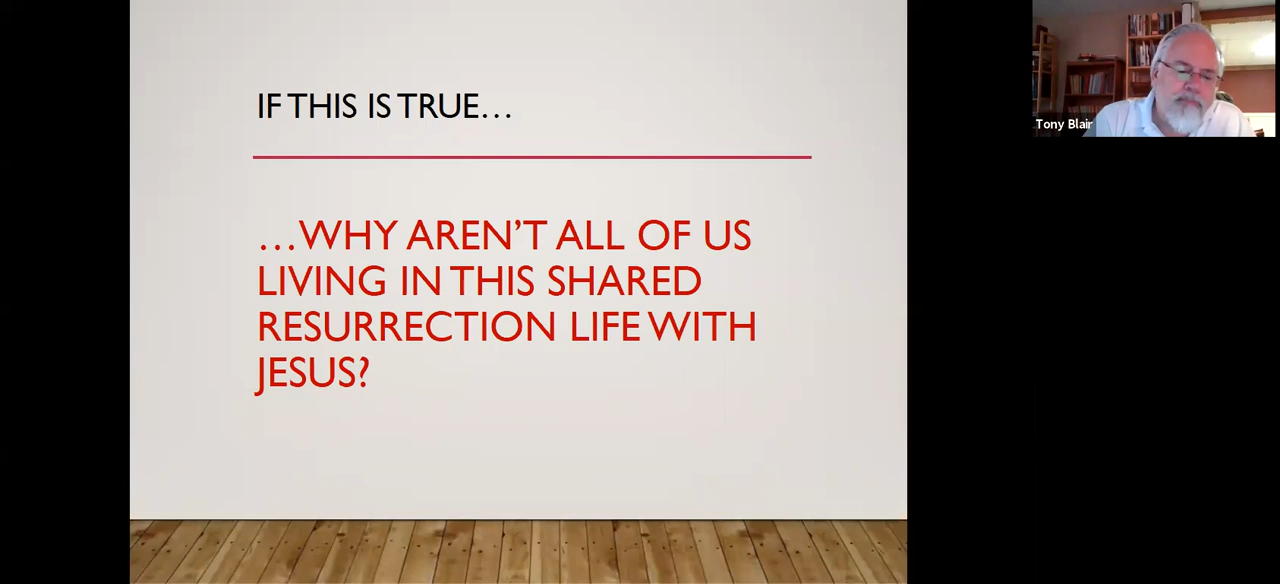 IF THIS IS TRUE…
…WHY AREN’T ALL OF US
LIVING IN THIS SHARED
RESURRECTION LIFE WITH
JESUS?
Tony Blair